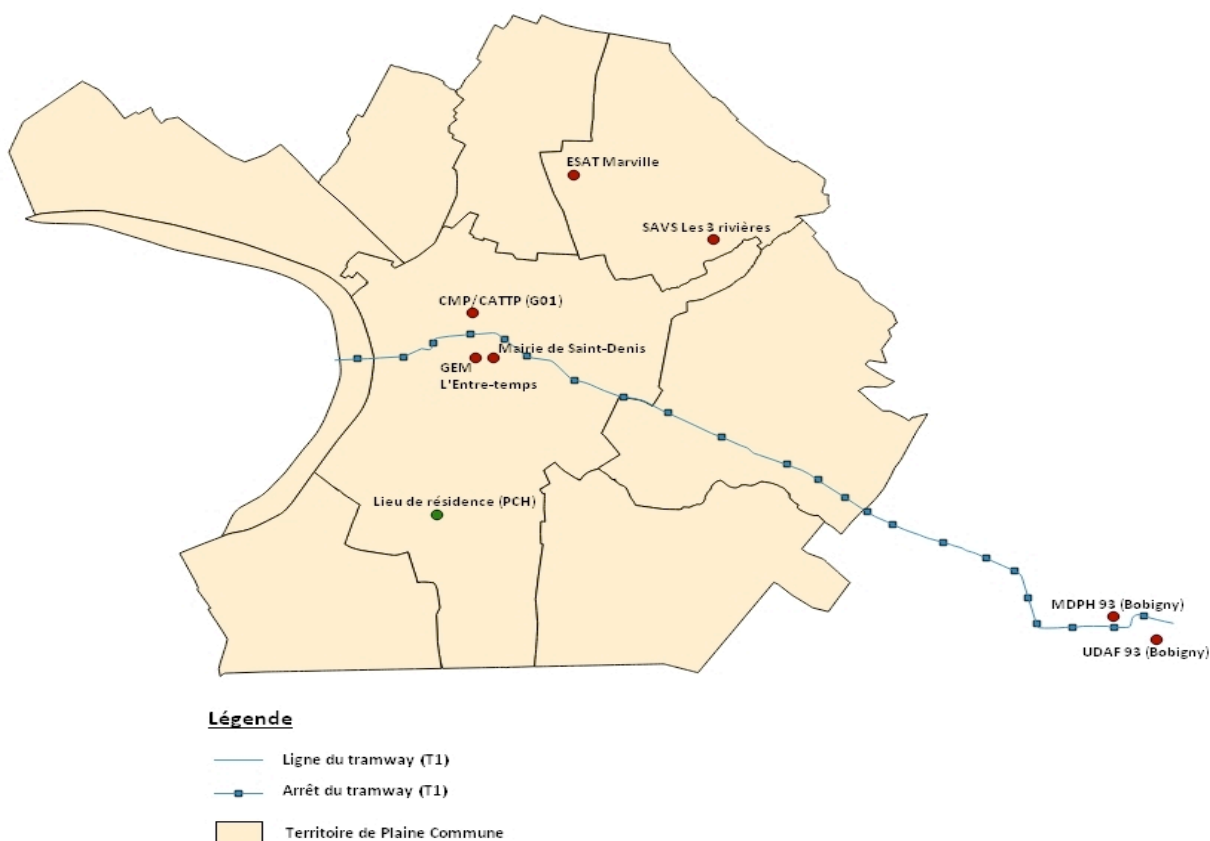 ESAT Marville
SAVS Les 3 rivières
CMP/CATTP (G01)
Mairie de Saint-Denis
GEM
L'Entre-temps
Lieu de résidence (PCH)
MDPH 93 (Bobigny)
UDAF 93 (Bobigny)
Légende
Ligne du tramway (T1)
Arrêt du tramway (T1)
Territoire de Plaine Commune